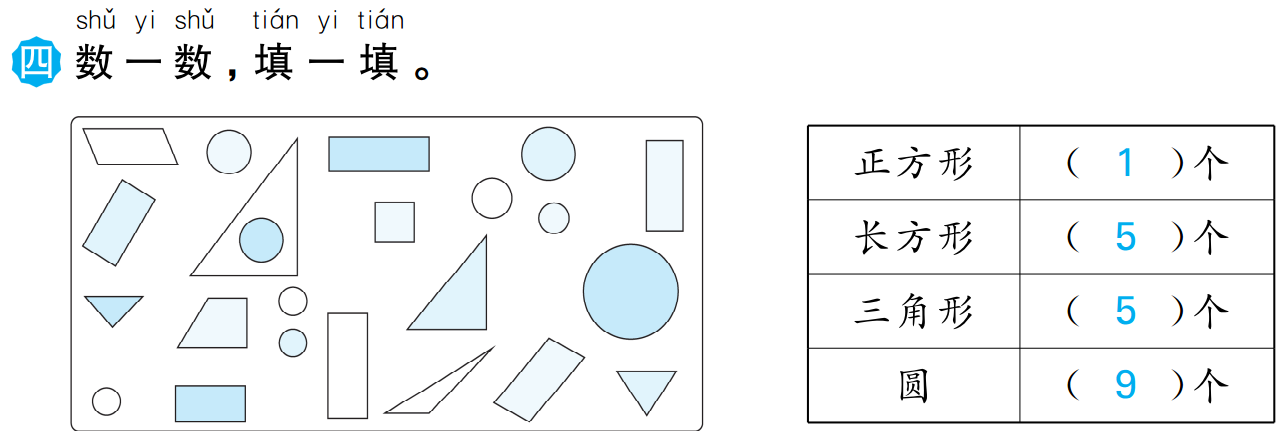 shǔ yi shǔ tián yi tián
四 数一数，填一填。
正方形 （ 1 ）个
长方形 （ 5 ）个
三角形 （ 5 ）个
圆 （ 9 ）个